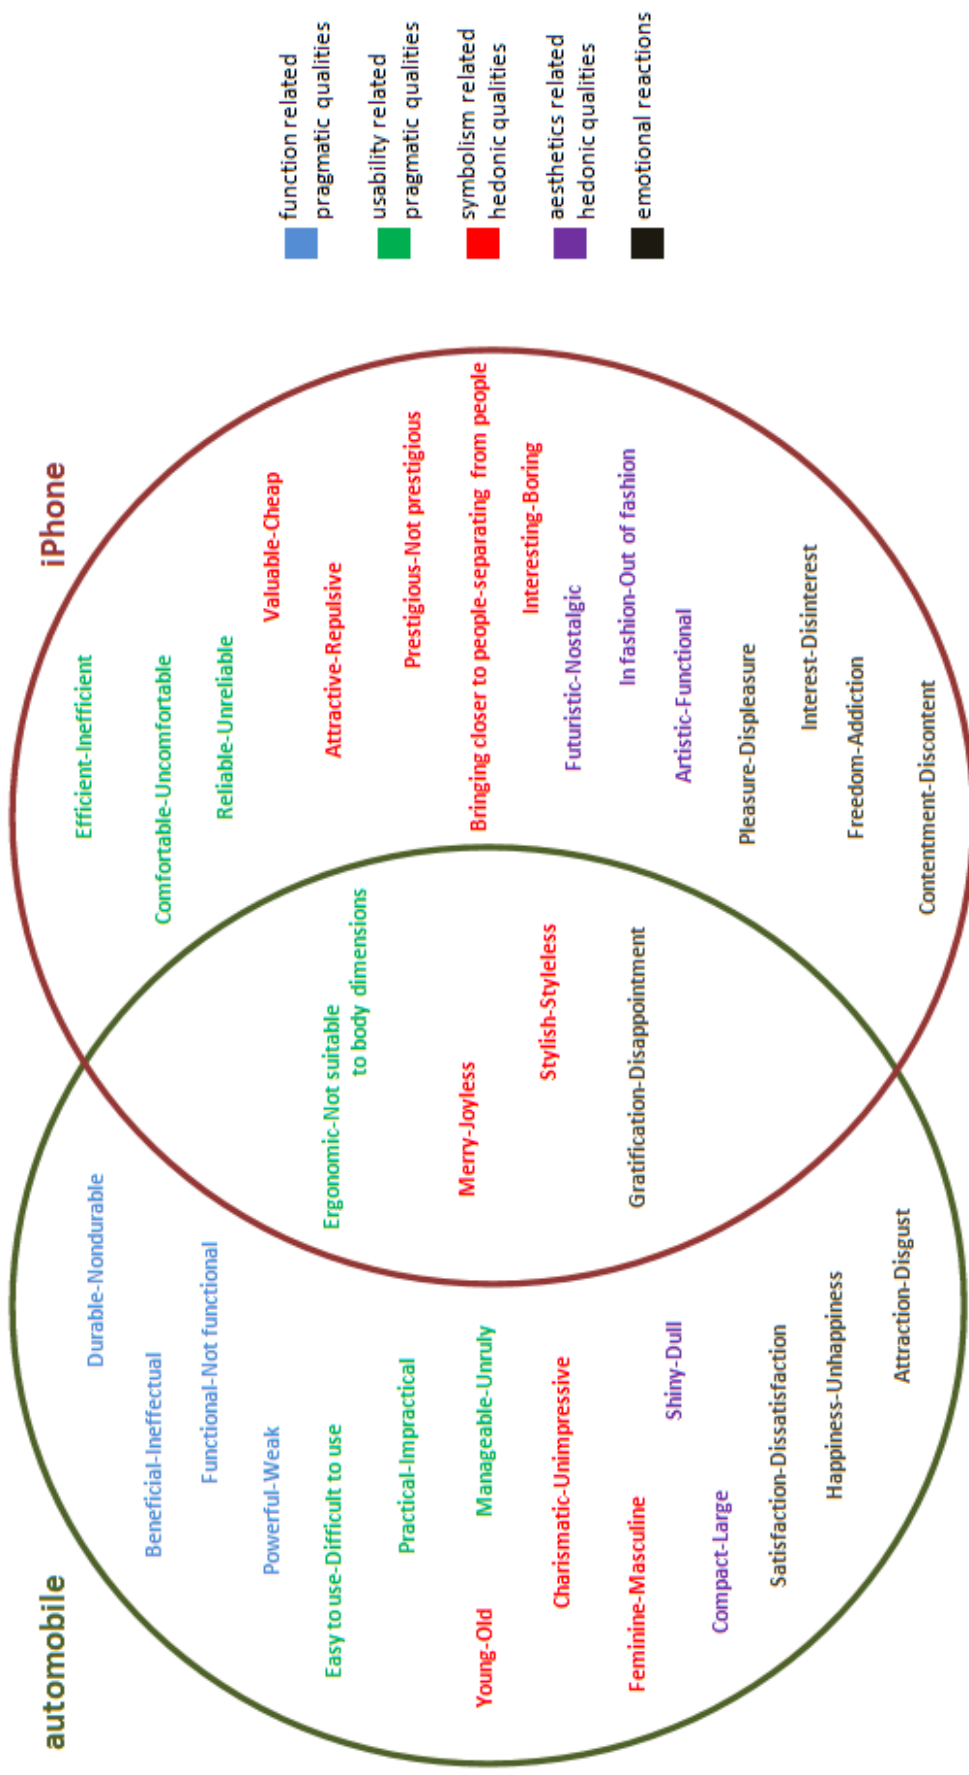 automobile
iPhone
Durable-Nondurable
Beneficial-Ineffectual
Functional-Not functional
Powerful-Weak
Easy to use-Difficult to use
Practical-Impractical
Manageable-Unruly
Young-Old
Charismatic-Unimpressive
Feminine-Masculine
Shiny-Dull
Compact-Large
Satisfaction-Dissatisfaction
Happiness-Unhappiness
Attraction-Disgust
Ergonomic-Not suitable
to body dimensions
Merry-Joyless
Stylish-Styleless
Gratification-Disappointment
Efficient-Inefficient
Comfortable-Uncomfortable
Reliable-Unreliable
Valuable-Cheap
Attractive-Repulsive
Prestigious-Not prestigious
Bringing closer to people-separating from people
Interesting-Boring
Futuristic-Nostalgic
In fashion-Out of fashion
Artistic-Functional
Pleasure-Displeasure
Interest-Disinterest
Freedom-Addiction
Contentment-Discontent
function related
pragmatic qualities
usability related
pragmatic qualities
symbolism related
hedonic qualities
aesthetics related
hedonic qualities
emotional reactions